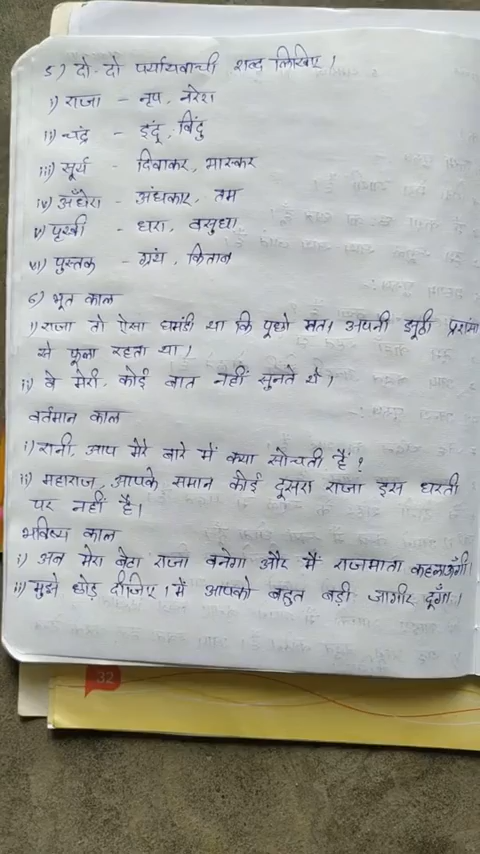 5) दो-दो पर्यायवाची शब्द लिखिए।
i) राजा - नृप, नरेश
ii) चंद्र - इंदू, विंदु
iii) सूर्य - दिवाकर, भास्कर
iv) अँधेरा - अंधकार, तम
v) पृथ्वी - धरा, वसुधा
vi) पुस्तक - ग्रंथ, किताब
6) भूत काल
i) राजा तो ऐसा घमंडी था कि पूछो मत। अपनी झूठी प्रशंसा
से फूला रहता था।
ii) वे मेरी कोई बात नहीं सुनते थे।
वर्तमान काल
i) रानी, आप मेरे बारे में क्या सोचती हैं?
ii) महाराज, आपके समान कोई दूसरा राजा इस धरती
पर नहीं है।
भविष्य काल
i) अब मेरा बेटा राजा बनेगा और मैं राजमाता कहलाऊँगी।
ii) मुझे छोड़ दीजिए। मैं आपको बहुत बड़ी जागीर दूँगा।
32